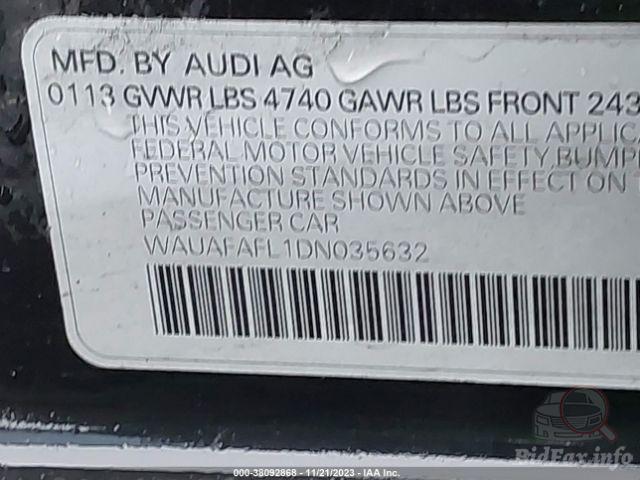 MFD. BY AUDI AG
0113 GVWR LBS 4740 GAWR LBS FRONT 243
THIS VEHICLE CONFORMS TO ALL APPLICA
FEDERAL MOTOR VEHICLE SAFETY, BUMP
PREVENTION STANDARDS IN EFFECT ON
MANUFACTURE SHOWN ABOVE
PASSENGER CAR
WAUAFAFL1DN035632
BidFax.info
000-38092868 - 11/21/2023 - IAA Inc.